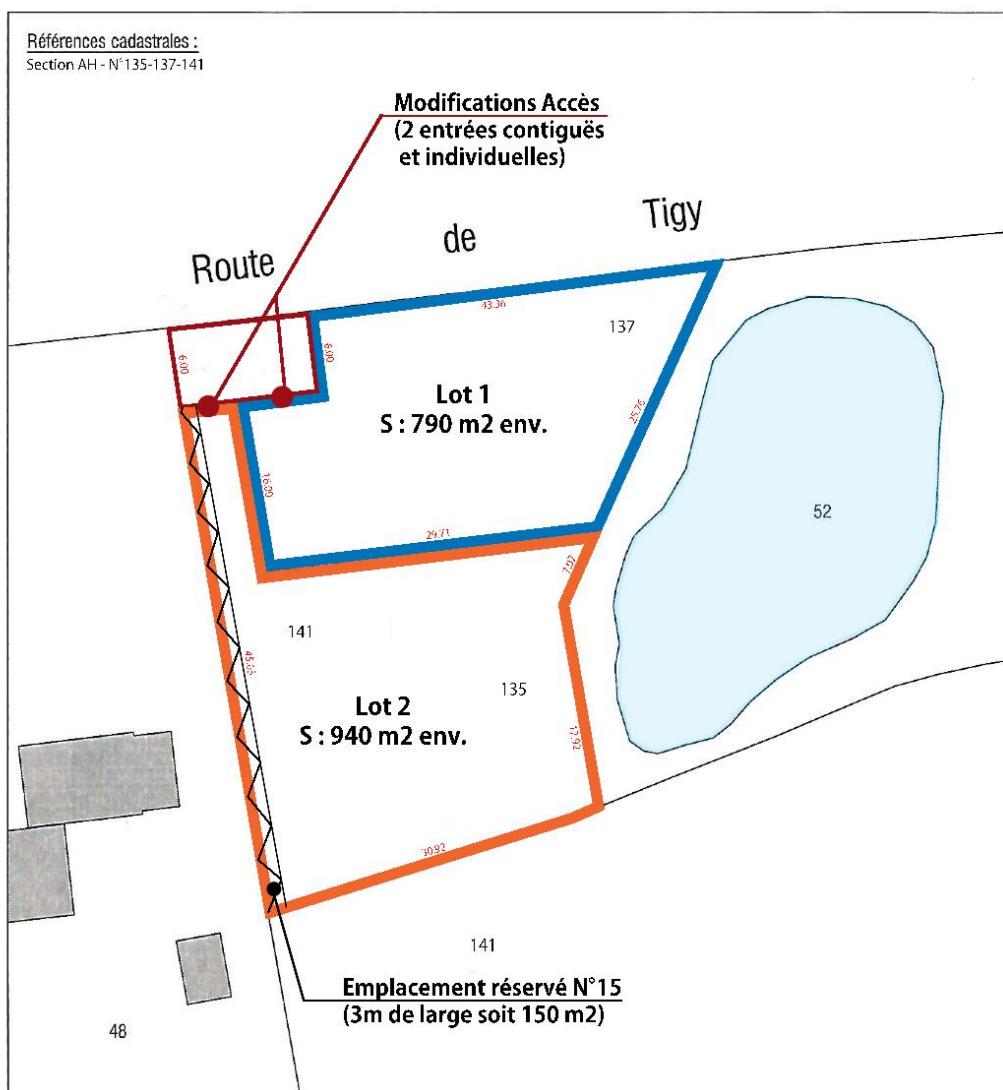 Références cadastrales :
Section AH - N°135-137-141
Modifications Accès
(2 entrées contiguës
et individuelles)
Route de Tigy
43.36
6.00
6.00
137
Lot 1
S : 790 m2 env.
25.76
16.00
29.71
52
7.97
141
45.08
135
Lot 2
S : 940 m2 env.
17.92
30.92
141
Emplacement réservé N°15
(3m de large soit 150 m2)
48